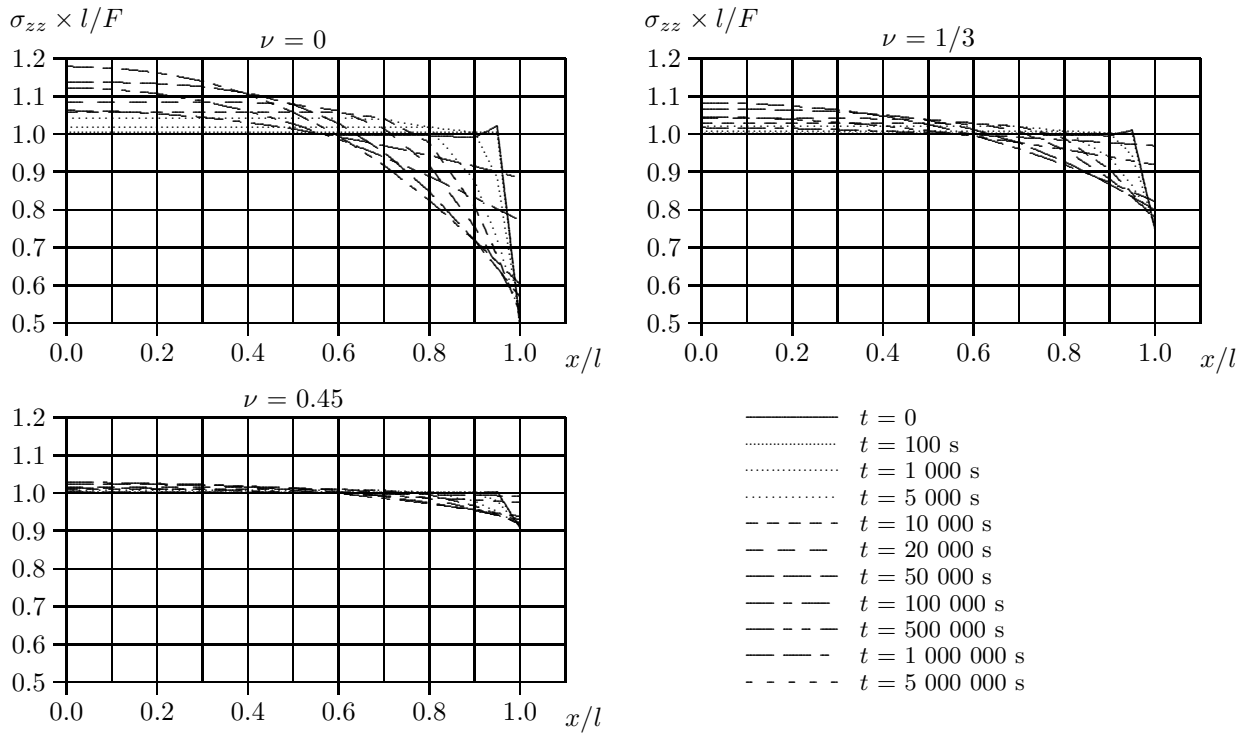 σzz × l/F
ν = 0
1.2
1.1
1.0
0.9
0.8
0.7
0.6
0.5
0.0 0.2 0.4 0.6 0.8 1.0 x/l
σzz × l/F
ν = 1/3
1.2
1.1
1.0
0.9
0.8
0.7
0.6
0.5
0.0 0.2 0.4 0.6 0.8 1.0 x/l
ν = 0.45
1.2
1.1
1.0
0.9
0.8
0.7
0.6
0.5
0.0 0.2 0.4 0.6 0.8 1.0 x/l
t = 0
t = 100 s
t = 1 000 s
t = 5 000 s
t = 10 000 s
t = 20 000 s
t = 50 000 s
t = 100 000 s
t = 500 000 s
t = 1 000 000 s
t = 5 000 000 s